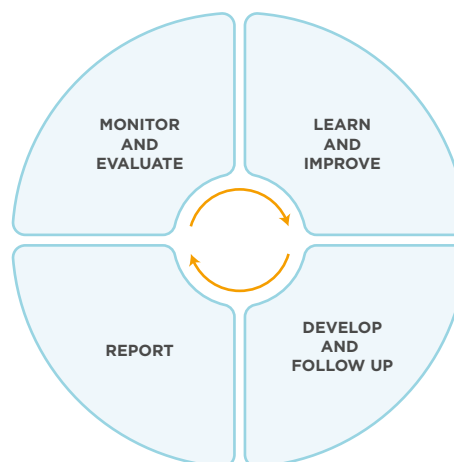 MONITOR
AND
EVALUATE
LEARN
AND
IMPROVE
REPORT
DEVELOP
AND
FOLLOW UP